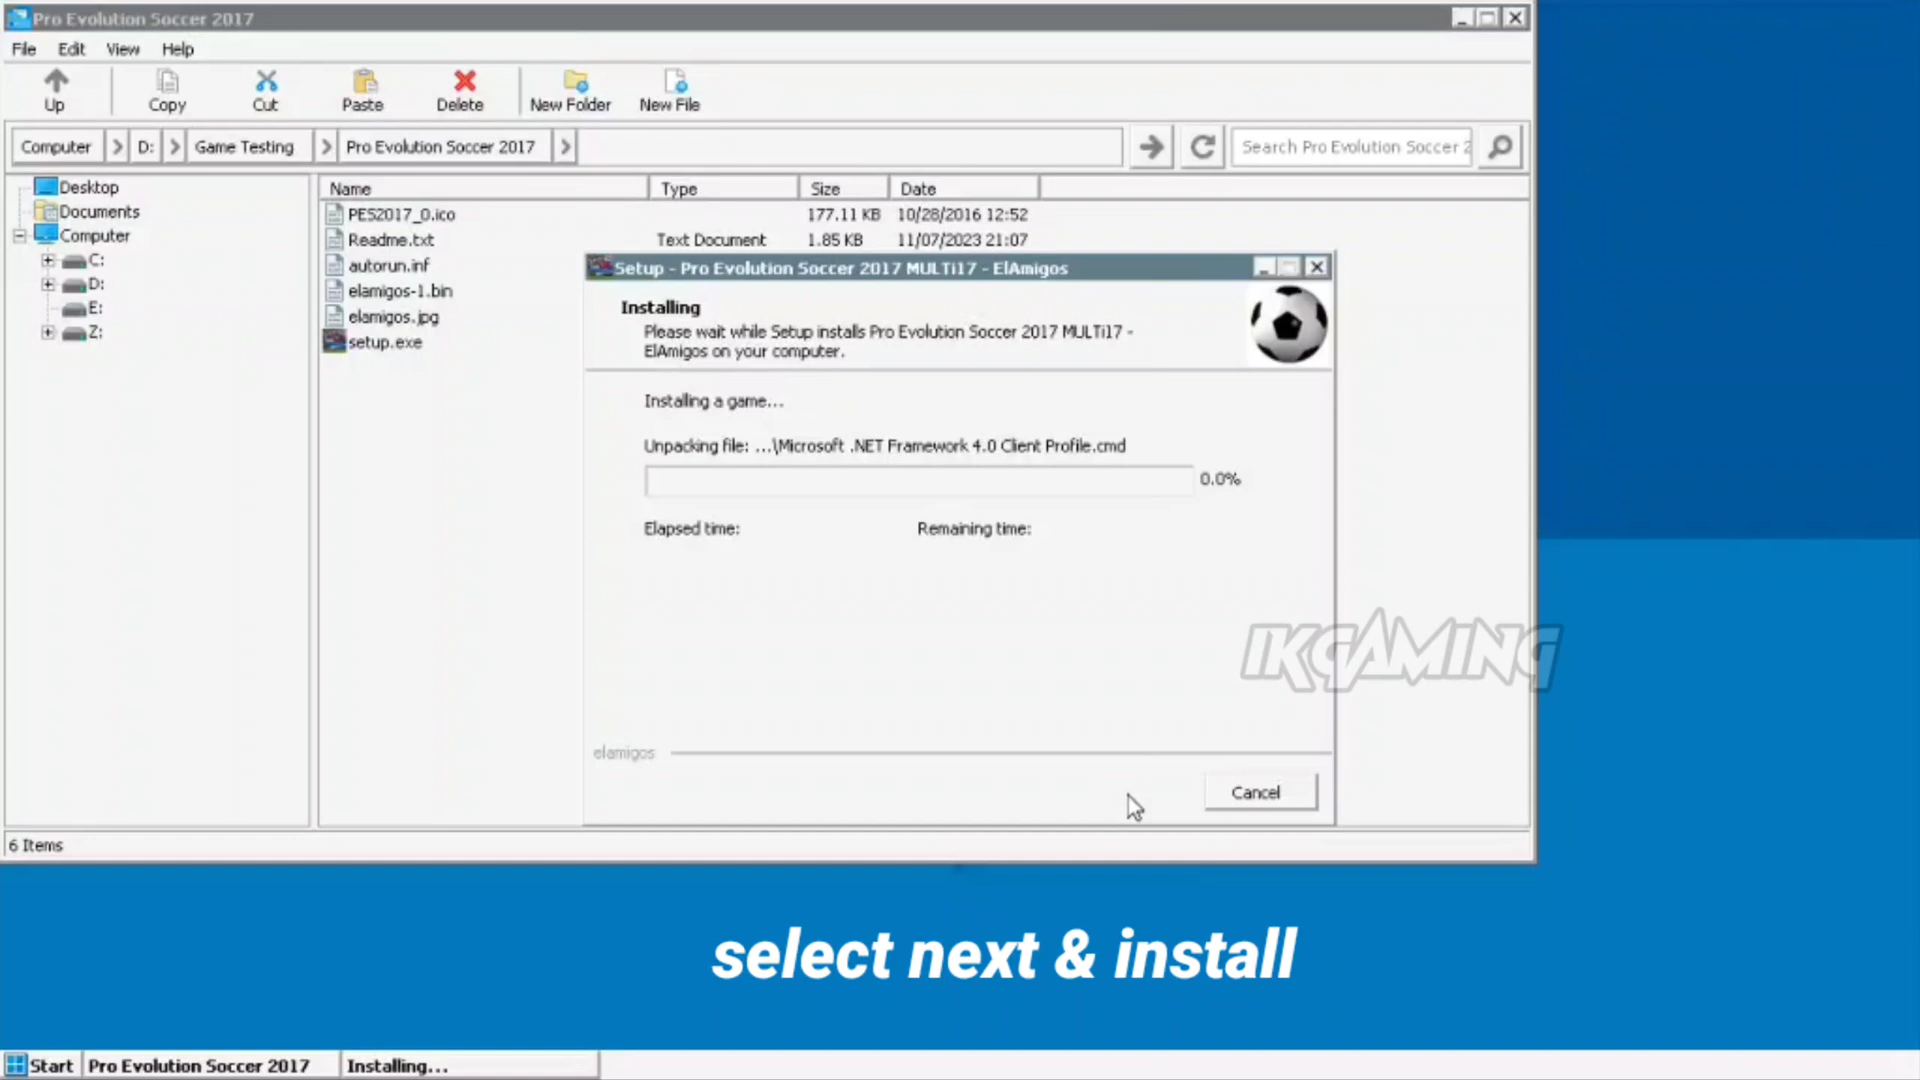 Pro Evolution Soccer 2017
File Edit View Help
Up Copy Cut Paste Delete New Folder New File
Computer D: Game Testing Pro Evolution Soccer 2017 Search Pro Evolution Soccer 2
Desktop
Documents
Computer
C:
D:
E:
Z:
Name Type Size Date
PES2017_0.ico 177.11 KB 10/28/2016 12:52
Readme.txt Text Document 1.85 KB 11/07/2023 21:07
autorun.inf
elamigos-1.bin
elamigos.jpg
setup.exe
Setup - Pro Evolution Soccer 2017 MULTi17 - ElAmigos
Installing
Please wait while Setup installs Pro Evolution Soccer 2017 MULTi17 -
ElAmigos on your computer.
Installing a game...
Unpacking file: ...\Microsoft .NET Framework 4.0 Client Profile.cmd
0.0%
Elapsed time: Remaining time:
IKGAMING
elamigos
Cancel
6 Items
select next & install
Start Pro Evolution Soccer 2017 Installing...